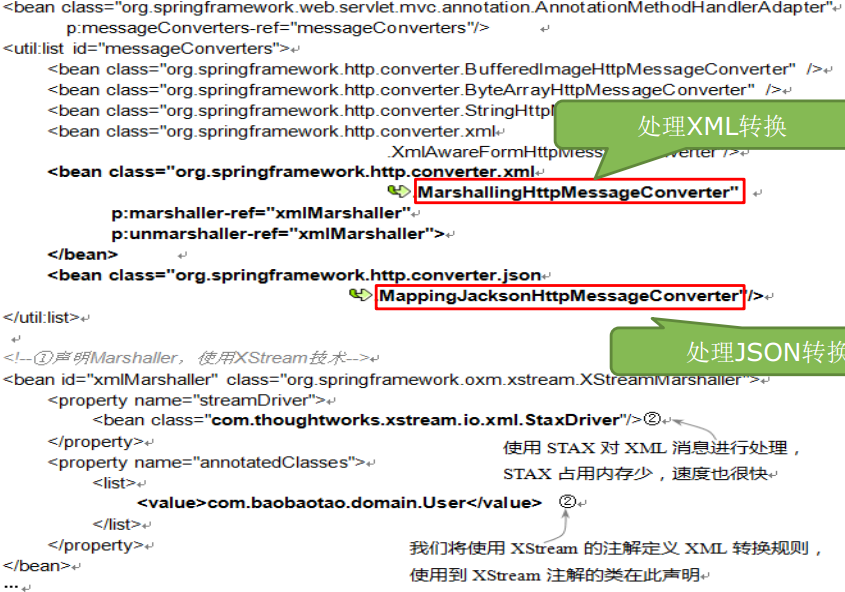 <bean class="org.springframework.web.servlet.mvc.annotation.AnnotationMethodHandlerAdapter"
p:messageConverters-ref="messageConverters"/>
<util:list id="messageConverters">
<bean class="org.springframework.http.converter.BufferedImageHttpMessageConverter" />
<bean class="org.springframework.http.converter.ByteArrayHttpMessageConverter" />
<bean class="org.springframework.http.converter.StringHttp
处理XML转换
<bean class="org.springframework.http.converter.xml
.XmlAwareFormHttpMess verter"/>
<bean class="org.springframework.http.converter.xml
.MarshallingHttpMessageConverter"
p:marshaller-ref="xmlMarshaller"
p:unmarshaller-ref="xmlMarshaller">
</bean>
<bean class="org.springframework.http.converter.json
.MappingJacksonHttpMessageConverter"/>
</util:list>
处理JSON转换
<!--①声明Marshaller，使用XStream技术-->
<bean id="xmlMarshaller" class="org.springframework.oxm.xstream.XStreamMarshaller">
<property name="streamDriver">
<bean class="com.thoughtworks.xstream.io.xml.StaxDriver"/>②
</property>
使用 STAX 对 XML 消息进行处理，
<property name="annotatedClasses">
STAX 占用内存少，速度也很快
<list>
<value>com.baobaotao.domain.User</value> ②
</list>
</property>
我们将使用 XStream 的注解定义 XML 转换规则，
</bean>
使用到 XStream 注解的类在此声明
…